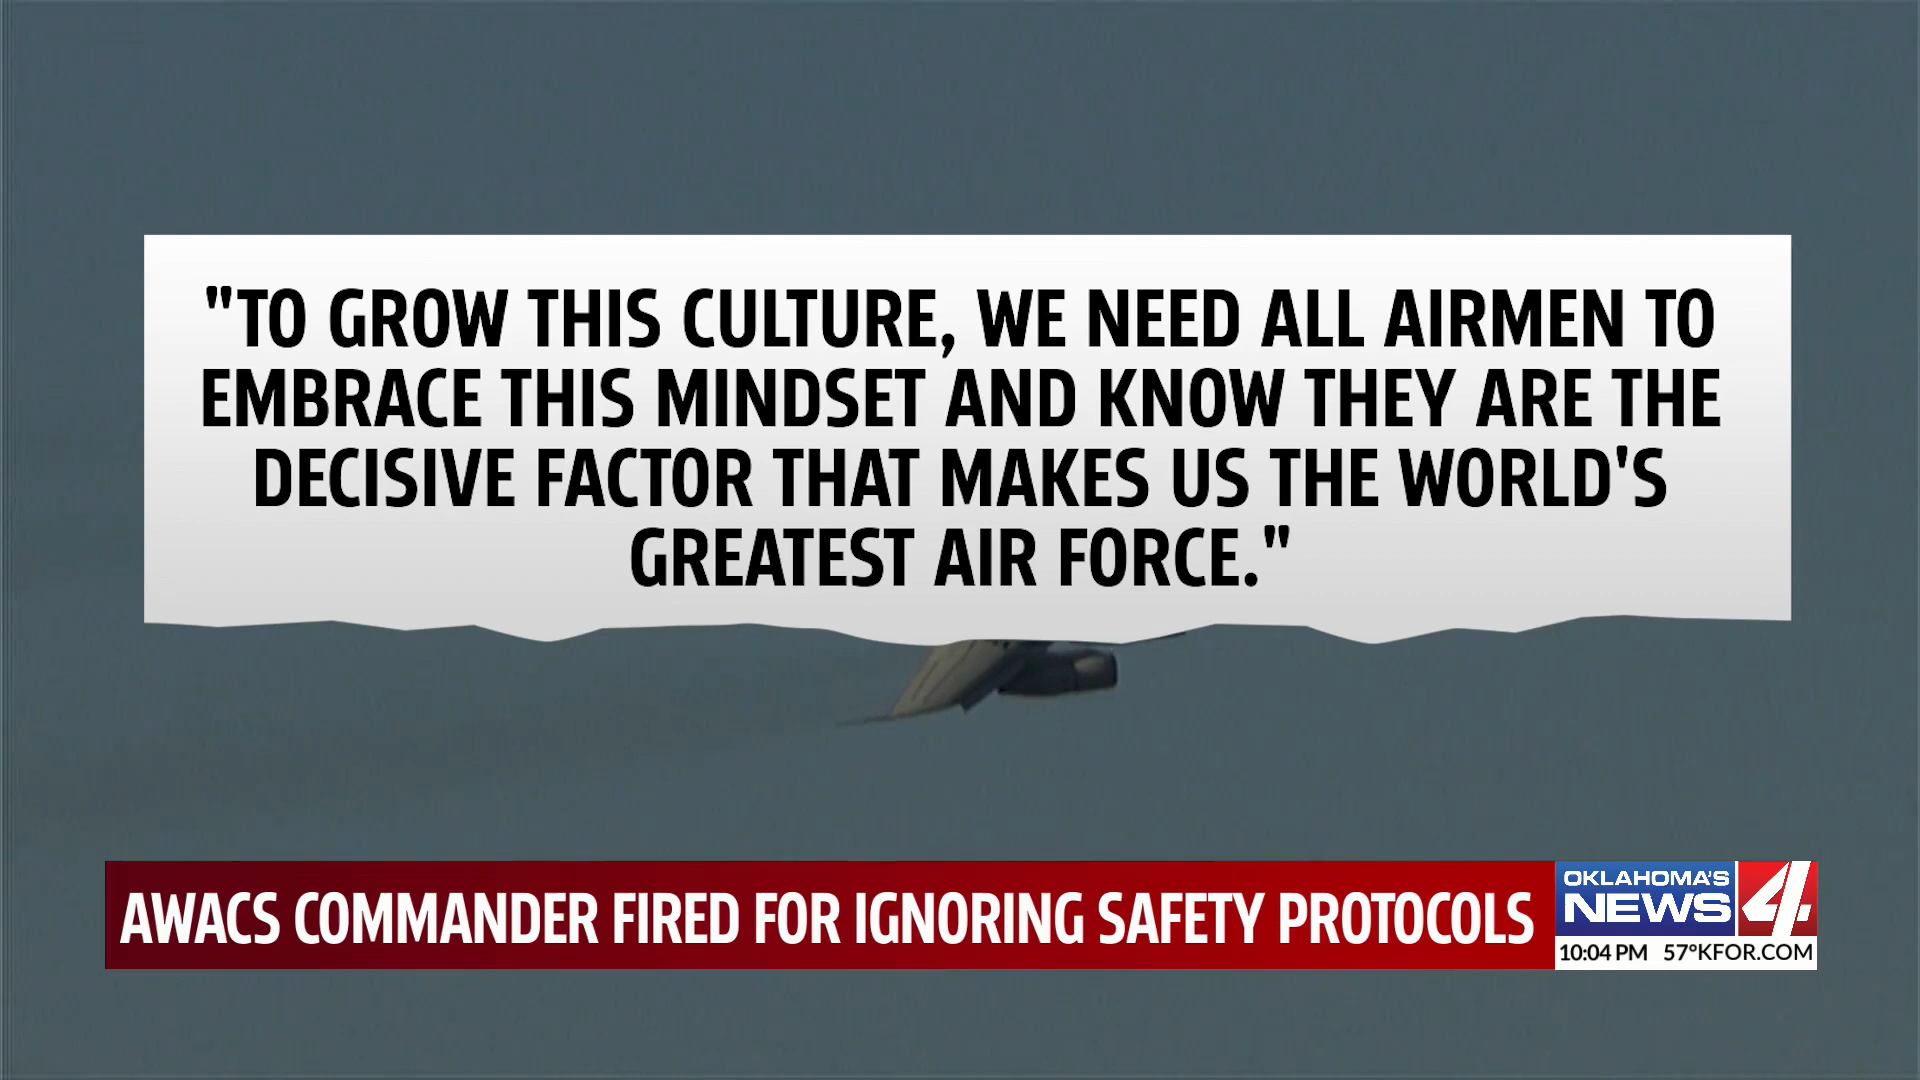 "TO GROW THIS CULTURE, WE NEED ALL AIRMEN TO
EMBRACE THIS MINDSET AND KNOW THEY ARE THE
DECISIVE FACTOR THAT MAKES US THE WORLD'S
GREATEST AIR FORCE."
AWACS COMMANDER FIRED FOR IGNORING SAFETY PROTOCOLS
OKLAHOMA'S
NEWS 4
10:04 PM 57° KFOR.COM